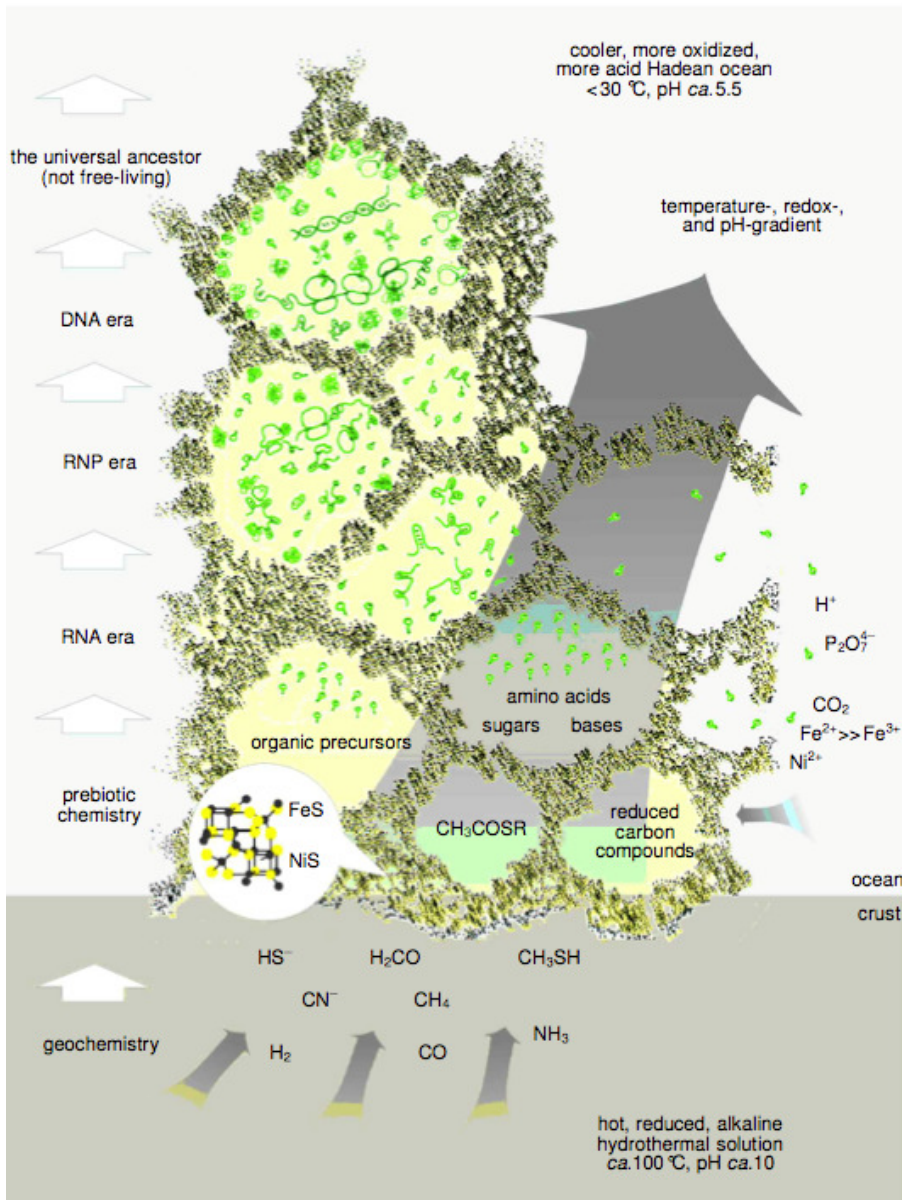 cooler, more oxidized,
more acid Hadean ocean
<30 °C, pH ca.5.5
the universal ancestor
(not free-living)
temperature-, redox-,
and pH-gradient
DNA era
RNP era
RNA era
H⁺
P₂O₇⁴⁻
CO₂
Fe²⁺>>Fe³⁺
Ni²⁺
amino acids
sugars bases
organic precursors
prebiotic
chemistry
FeS
NiS
CH₃COSR
reduced
carbon
compounds
ocean
crust
HS⁻ H₂CO CH₃SH
CN⁻ CH₄
geochemistry
H₂ CO NH₃
hot, reduced, alkaline
hydrothermal solution
ca.100 °C, pH ca.10